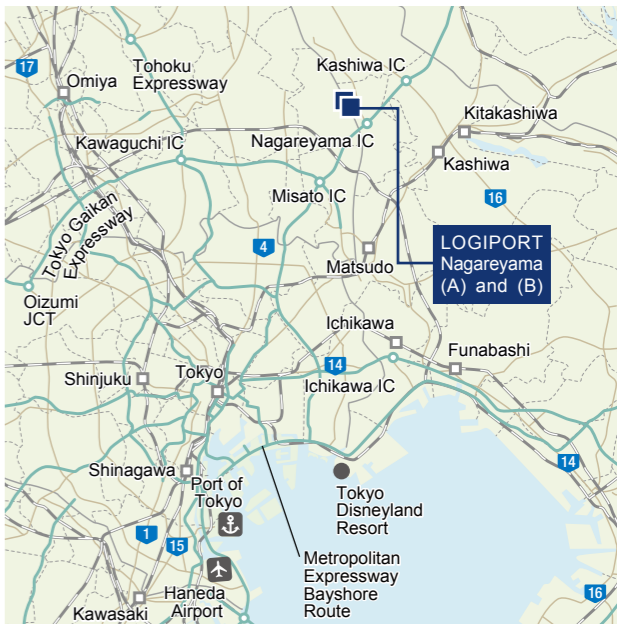 Kashiwa IC
17
Tohoku
Expressway
Omiya
Kitakashiwa
Kawaguchi IC
Nagareyama IC
Kashiwa
Misato IC
16
Tokyo Gaikan
Expressway
4
LOGIPORT
Nagareyama
(A) and (B)
Matsudo
Oizumi
JCT
Ichikawa
Funabashi
14
Shinjuku
Tokyo
Ichikawa IC
14
Shinagawa
Port of
Tokyo
Tokyo
Disneyland
Resort
1
15
Metropolitan
Expressway
Bayshore
Route
Haneda
Airport
16
Kawasaki